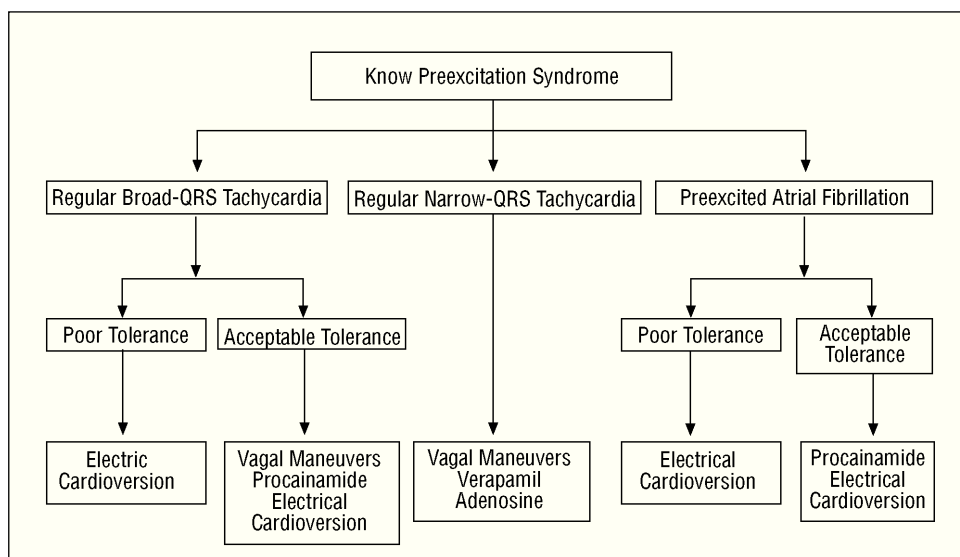 Know Preexcitation Syndrome
Regular Broad-QRS Tachycardia
Regular Narrow-QRS Tachycardia
Preexcited Atrial Fibrillation
Poor Tolerance
Acceptable Tolerance
Poor Tolerance
Acceptable
Tolerance
Electric
Cardioversion
Vagal Maneuvers
Procainamide
Electrical
Cardioversion
Vagal Maneuvers
Verapamil
Adenosine
Electrical
Cardioversion
Procainamide
Electrical
Cardioversion